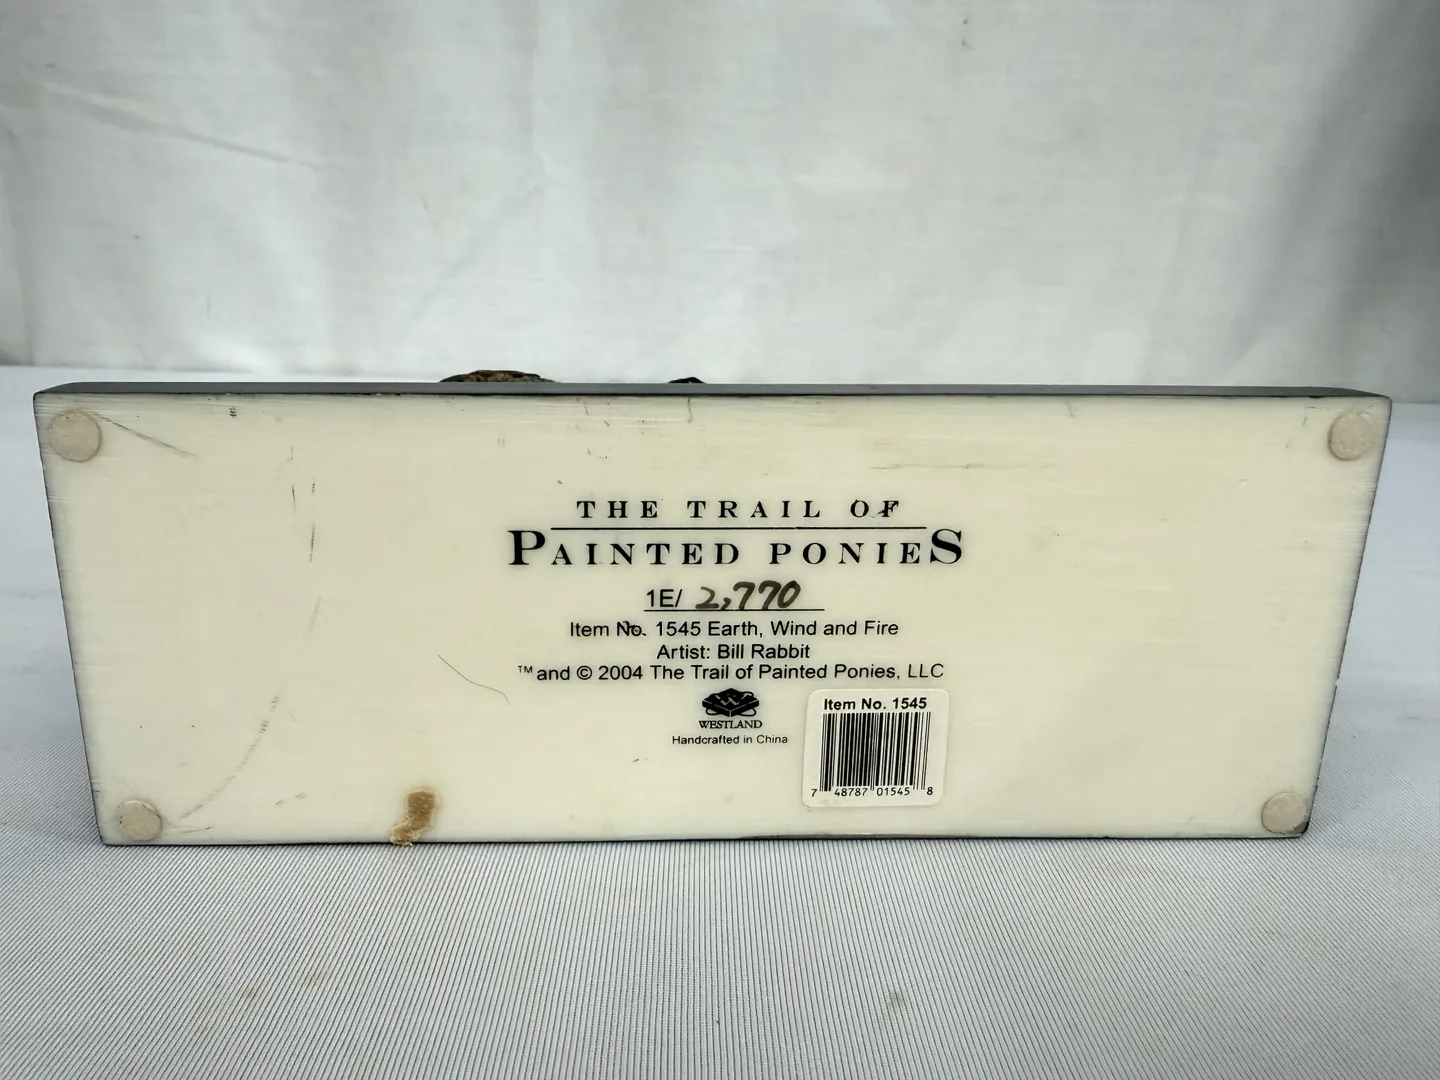 THE TRAIL OF
PAINTED PONIES
1E/ 2,770
Item No. 1545 Earth, Wind and Fire
Artist: Bill Rabbit
™ and © 2004 The Trail of Painted Ponies, LLC
W
WESTLAND
Handcrafted in China
Item No. 1545
7 48787 01545 8